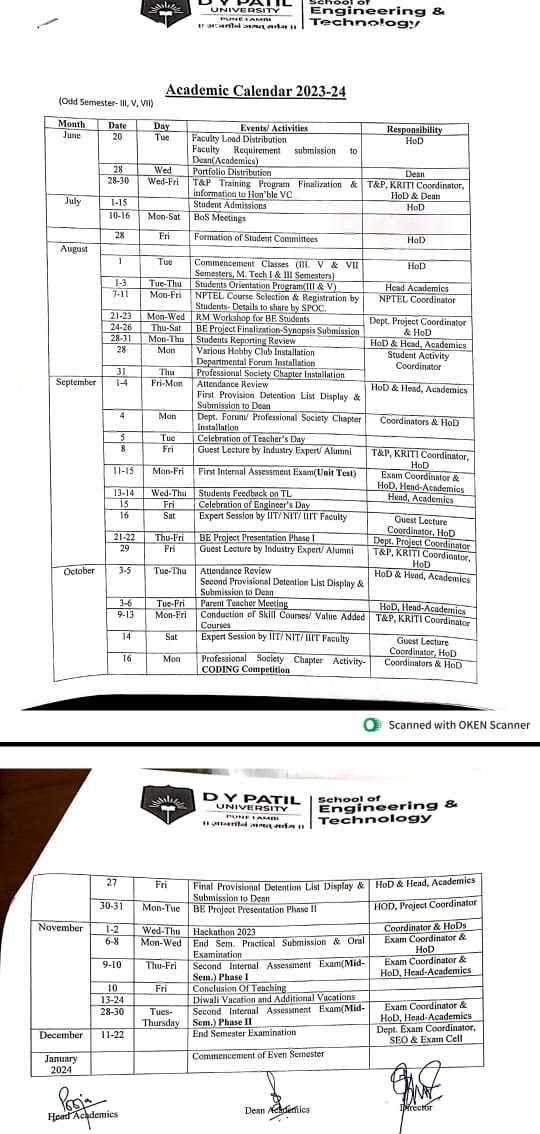 D Y PATIL
UNIVERSITY
PUNE | AMBI
School of
Engineering &
Technology
Academic Calendar 2023-24
(Odd Semester- III, V, VII)
Month Date Day Events/ Activities Responsibility
June 20 Tue Faculty Load Distribution HoD
Faculty Requirement submission to
Dean(Academics)
28 Wed Portfolio Distribution Dean
28-30 Wed-Fri T&P Training Program Finalization & T&P, KRITI Coordinator,
information to Hon'ble VC HoD & Dean
July 1-15 Student Admissions HoD
10-16 Mon-Sat BoS Meetings
28 Fri Formation of Student Committees HoD
August
1 Tue Commencement Classes (III. V & VII HoD
Semesters, M. Tech I & III Semesters)
1-3 Tue-Thu Students Orientation Program(III & V) Head Academics
7-11 Mon-Fri NPTEL Course Selection & Registration by NPTEL Coordinator
Students- Details to share by SPOC.
21-23 Mon-Wed RM Workshop for BE Students Dept. Project Coordinator
24-26 Thu-Sat BE Project Finalization-Synopsis Submission & HoD
28-31 Mon-Thu Students Reporting Review HoD & Head, Academics
28 Mon Various Hobby Club Installation Student Activity
Departmental Forum Installation Coordinator
31 Thu Professional Society Chapter Installation
September 1-4 Fri-Mon Attendance Review HoD & Head, Academics
First Provision Detention List Display &
Submission to Dean
4 Mon Dept. Forum/ Professional Society Chapter Coordinators & HoD
Installation
5 Tue Celebration of Teacher's Day
8 Fri Guest Lecture by Industry Expert/ Alumni T&P, KRITI Coordinator,
HoD
11-15 Mon-Fri First Internal Assessment Exam(Unit Test) Exam Coordinator &
HoD, Head-Academics
13-14 Wed-Thu Students Feedback on TL Head, Academics
15 Fri Celebration of Engineer's Day
16 Sat Expert Session by IIT/ NIT/ IIIT Faculty Guest Lecture
Coordinator, HoD
21-22 Thu-Fri BE Project Presentation Phase I Dept. Project Coordinator
29 Fri Guest Lecture by Industry Expert/ Alumni T&P, KRITI Coordinator,
HoD
October 3-5 Tue-Thu Attendance Review HoD & Head, Academics
Second Provisional Detention List Display &
Submission to Dean
3-6 Tue-Fri Parent Teacher Meeting HoD, Head-Academics
9-13 Mon-Fri Conduction of Skill Courses/ Value Added T&P, KRITI Coordinator
Courses
14 Sat Expert Session by IIT/ NIT/ IIIT Faculty Guest Lecture
Coordinator, HoD
16 Mon Professional Society Chapter Activity- Coordinators & HoD
CODING Competition
Scanned with OKEN Scanner
D Y PATIL
UNIVERSITY
PUNE | AMBI
School of
Engineering &
Technology
27 Fri Final Provisional Detention List Display & HoD & Head, Academics
Submission to Dean
30-31 Mon-Tue BE Project Presentation Phase II HOD, Project Coordinator
November 1-2 Wed-Thu Hackathon 2023 Coordinator & HoDs
6-8 Mon-Wed End Sem. Practical Submission & Oral Exam Coordinator &
Examination HoD
9-10 Thu-Fri Second Internal Assessment Exam(Mid- Exam Coordinator &
Sem.) Phase I HoD, Head-Academics
10 Fri Conclusion Of Teaching
13-24 Diwali Vacation and Additional Vacations
28-30 Tues- Second Internal Assessment Exam(Mid- Exam Coordinator &
Thursday Sem.) Phase II HoD, Head-Academics
December 11-22 End Semester Examination Dept. Exam Coordinator,
SEO & Exam Cell
January Commencement of Even Semester
2024
Head Academics
Dean Academics
Director